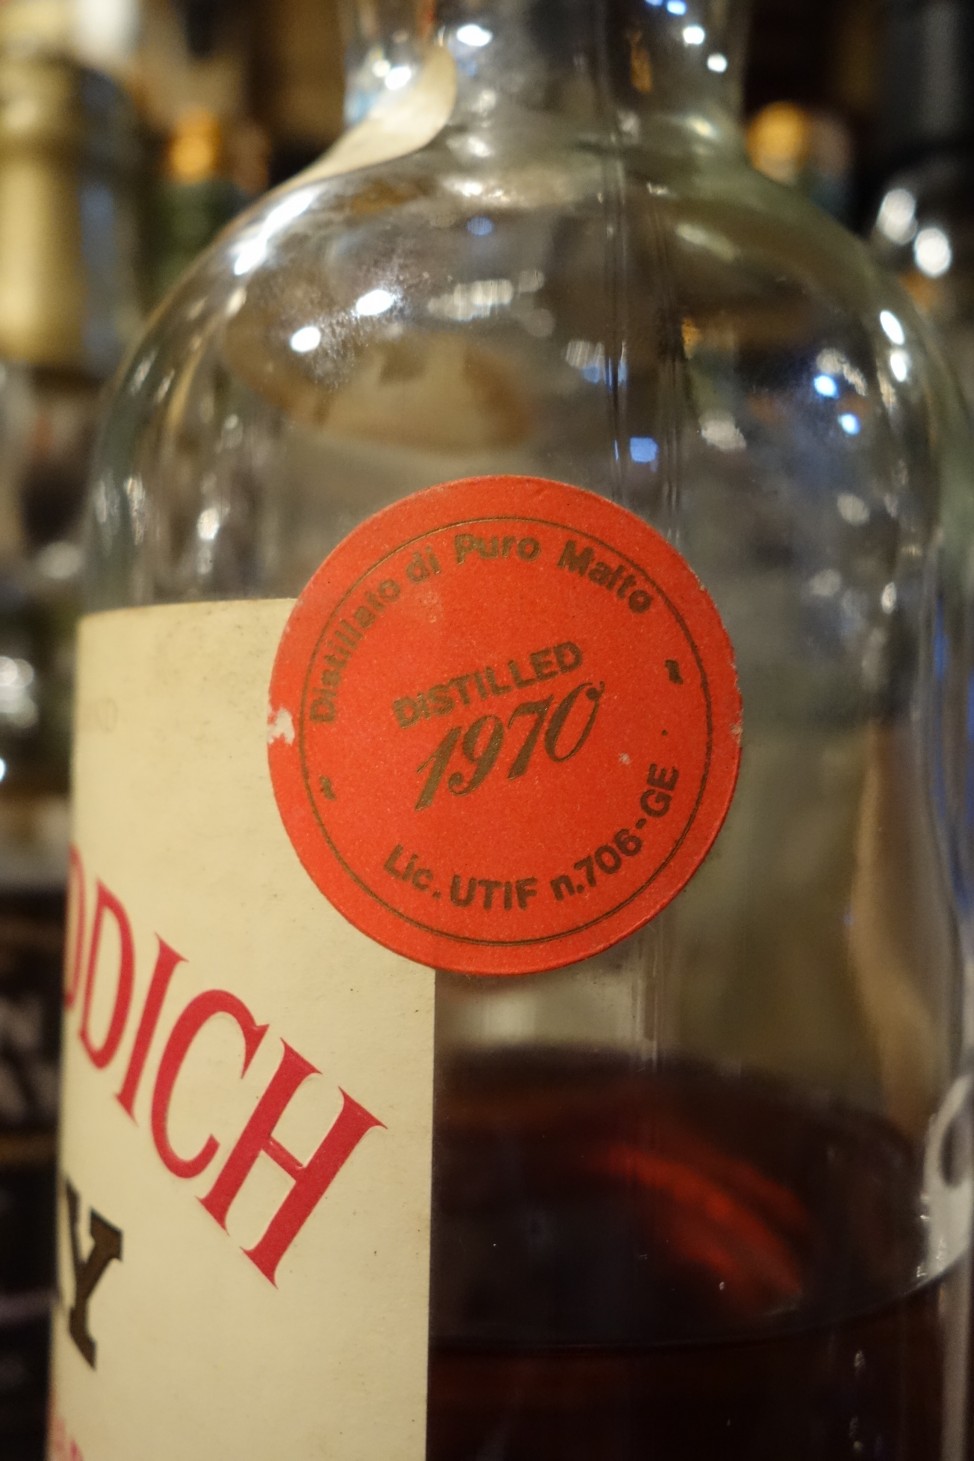 Distillato di Puro Malto
DiSTILLED
1970
Lic. UTIF n.706-GE
DDICH
Y